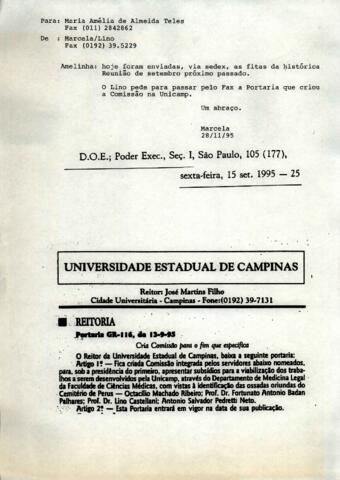 Para: Maria Amélia de Almeida Teles
Fax (011) 2842862
De : Marcela/Lino
Fax (0192) 39.5229
Amelinha: hoje foram enviadas, via sedex, as fitas da histórica
Reunião de setembro próximo passado.
O Lino pede para passar pelo Fax a Portaria que criou
a Comissão na Unicamp.
Um abraço.
Marcela
28/11/95
D.O.E.; Poder Exec., Seç. I, São Paulo, 105 (177),
sexta-feira, 15 set. 1995 — 25
UNIVERSIDADE ESTADUAL DE CAMPINAS
Reitor: José Martins Filho
Cidade Universitária - Campinas - Fone:(0192) 39-7131
■ REITORIA
Portaria GR-116, de 13-9-95
Cria Comissão para o fim que especifica
O Reitor da Universidade Estadual de Campinas, baixa a seguinte portaria:
Artigo 1º — Fica criada Comissão integrada pelos servidores abaixo nomeados,
para, sob a presidência do primeiro, apresentar subsídios para a viabilização dos traba-
lhos a serem desenvolvidos pela Unicamp, através do Departamento de Medicina Legal
da Faculdade de Ciências Médicas, com vistas à identificação das ossadas oriundas do
Cemitério de Perus — Octacílio Machado Ribeiro; Prof. Dr. Fortunato Antonio Badan
Palhares; Prof. Dr. Lino Castellani; Antonio Salvador Pedretti Neto.
Artigo 2º — Esta Portaria entrará em vigor na data de sua publicação.